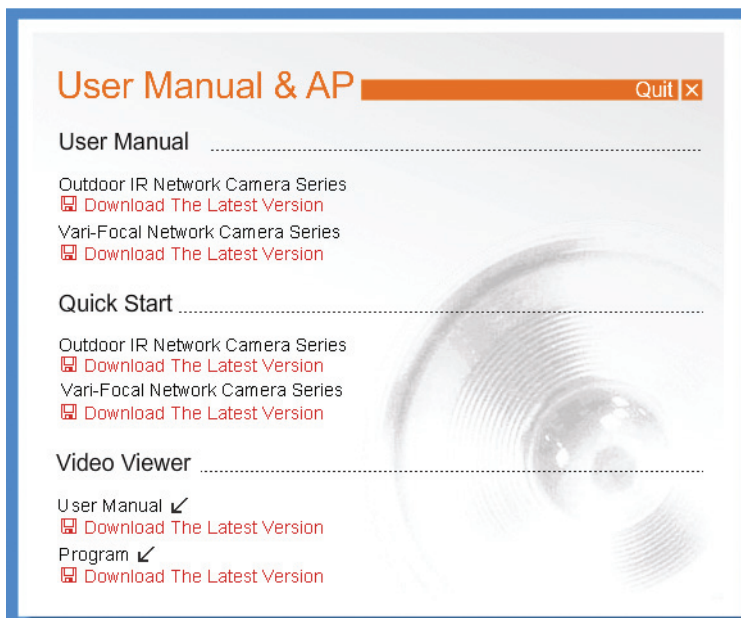 User Manual & AP
Quit
User Manual
Outdoor IR Network Camera Series
Download The Latest Version
Vari-Focal Network Camera Series
Download The Latest Version
Quick Start
Outdoor IR Network Camera Series
Download The Latest Version
Vari-Focal Network Camera Series
Download The Latest Version
Video Viewer
User Manual
Download The Latest Version
Program
Download The Latest Version